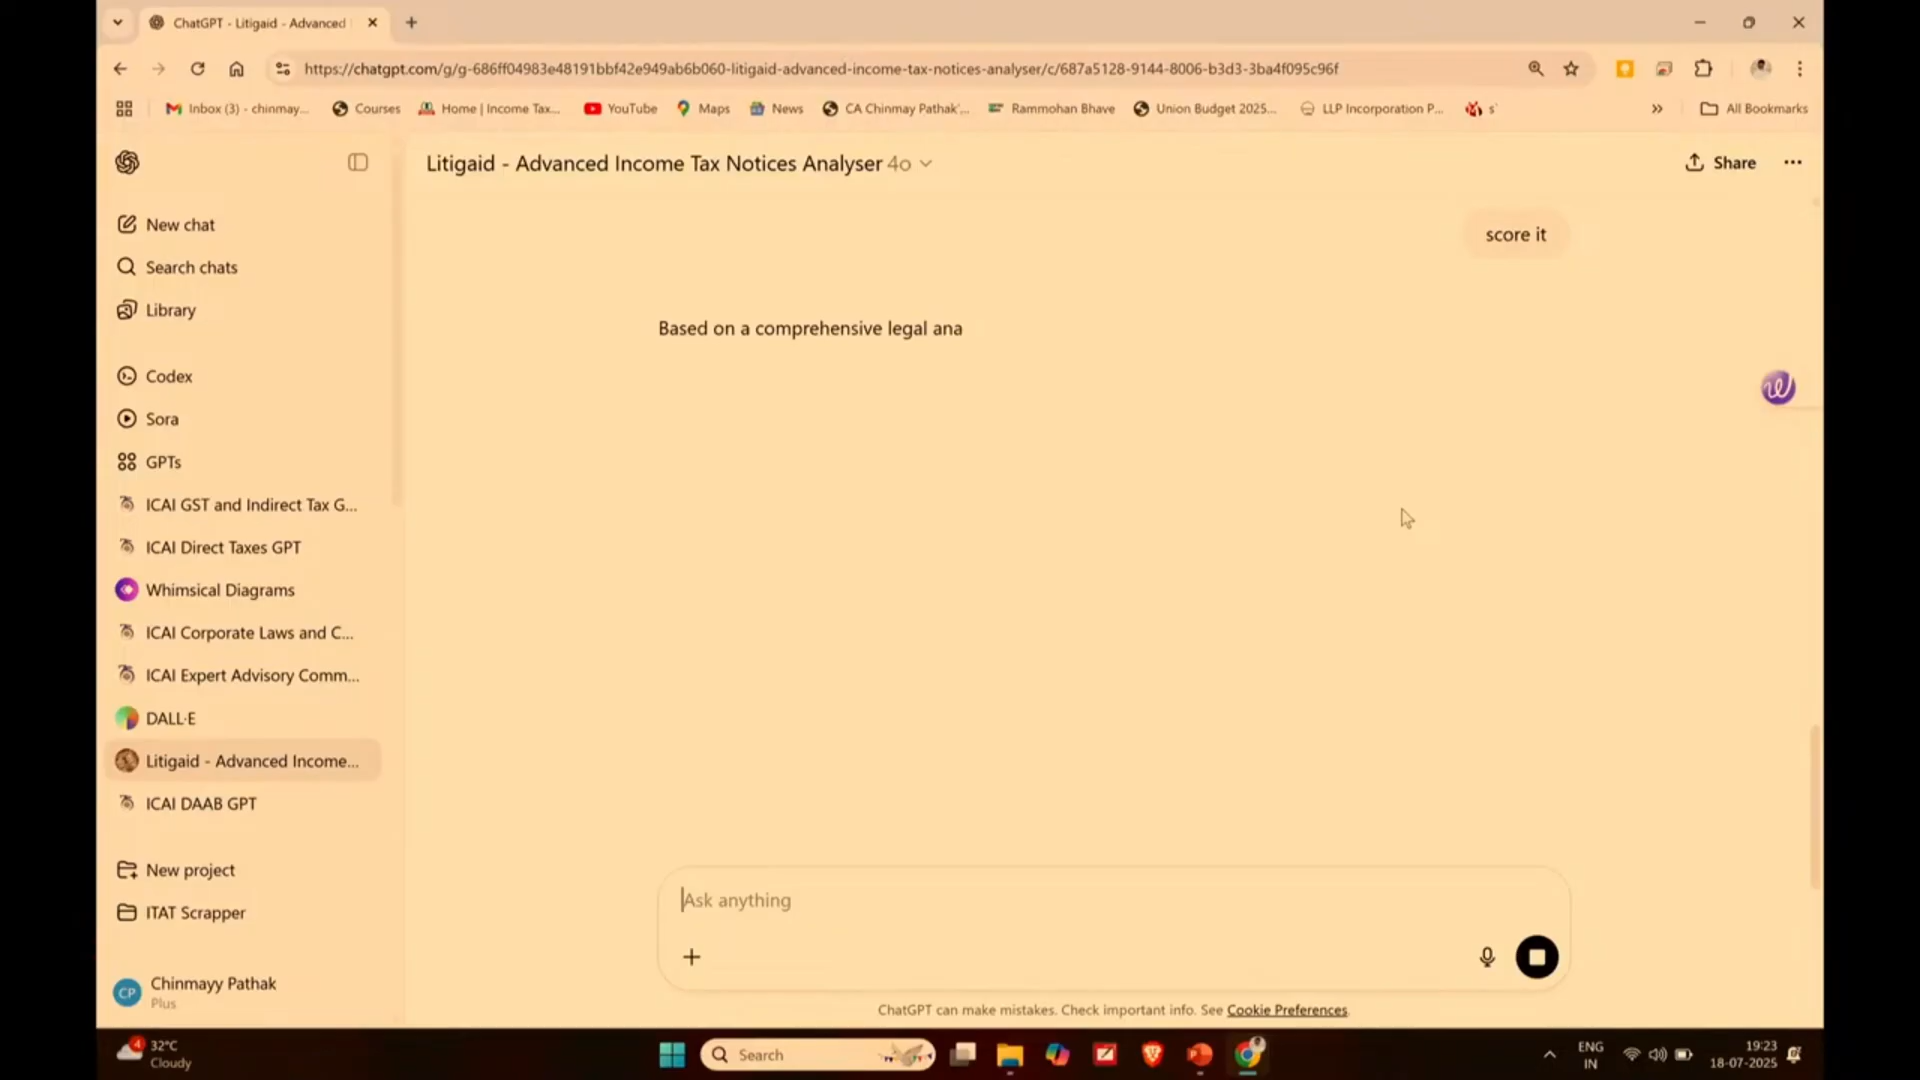 ChatGPT - Litigaid - Advanced
https://chatgpt.com/g/g-686ff04983e48191bbf42e949ab6b060-litigaid-advanced-income-tax-notices-analyser/c/687a5128-9144-8006-b3d3-3ba4f095c96f
Inbox (3) - chinmay...
Courses
Home | Income Tax...
YouTube
Maps
News
CA Chinmay Pathak'...
Rammohan Bhave
Union Budget 2025...
LLP Incorporation P...
s'
All Bookmarks
Litigaid - Advanced Income Tax Notices Analyser 4o
Share
New chat
Search chats
Library
Codex
Sora
GPTs
ICAI GST and Indirect Tax G...
ICAI Direct Taxes GPT
Whimsical Diagrams
ICAI Corporate Laws and C...
ICAI Expert Advisory Comm...
DALL·E
Litigaid - Advanced Income...
ICAI DAAB GPT
New project
ITAT Scrapper
CP
Chinmayy Pathak
Plus
score it
Based on a comprehensive legal ana
Ask anything
ChatGPT can make mistakes. Check important info. See Cookie Preferences.
4
32°C
Cloudy
Search
ENG
IN
19:23
18-07-2025